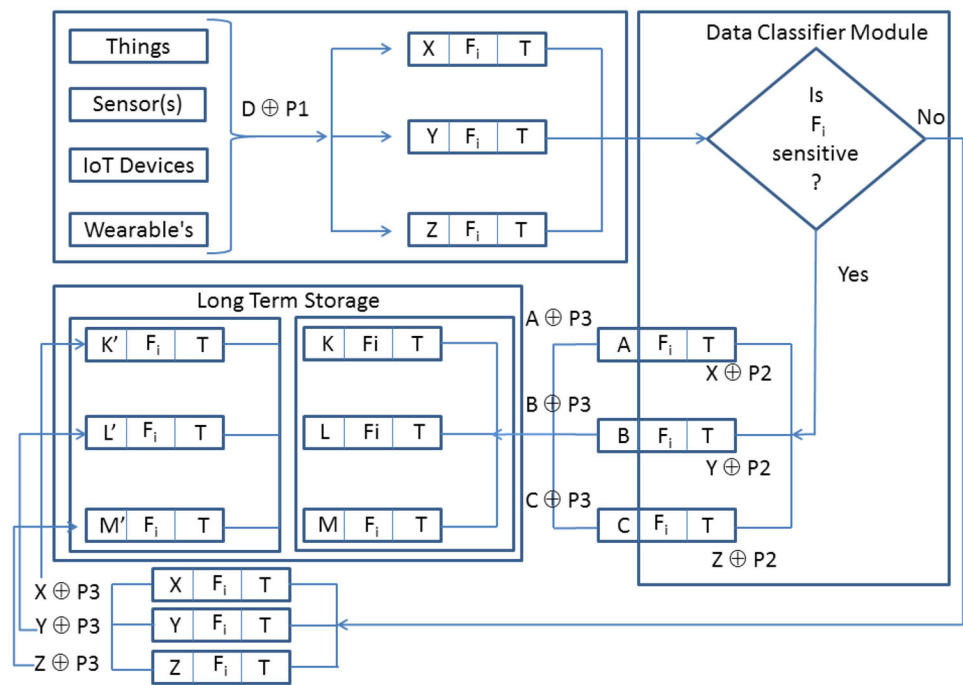 Things
Sensor(s)
IoT Devices
Wearable's
D ⊕ P1
X Fᵢ T
Y Fᵢ T
Z Fᵢ T
Data Classifier Module
Is
Fᵢ
sensitive
?
No
Yes
Long Term Storage
K' Fᵢ T
L' Fᵢ T
M' Fᵢ T
K Fi T
L Fi T
M Fᵢ T
A ⊕ P3
B ⊕ P3
C ⊕ P3
A Fᵢ T
X ⊕ P2
B Fᵢ T
Y ⊕ P2
C Fᵢ T
Z ⊕ P2
X ⊕ P3
Y ⊕ P3
Z ⊕ P3
X Fᵢ T
Y Fᵢ T
Z Fᵢ T